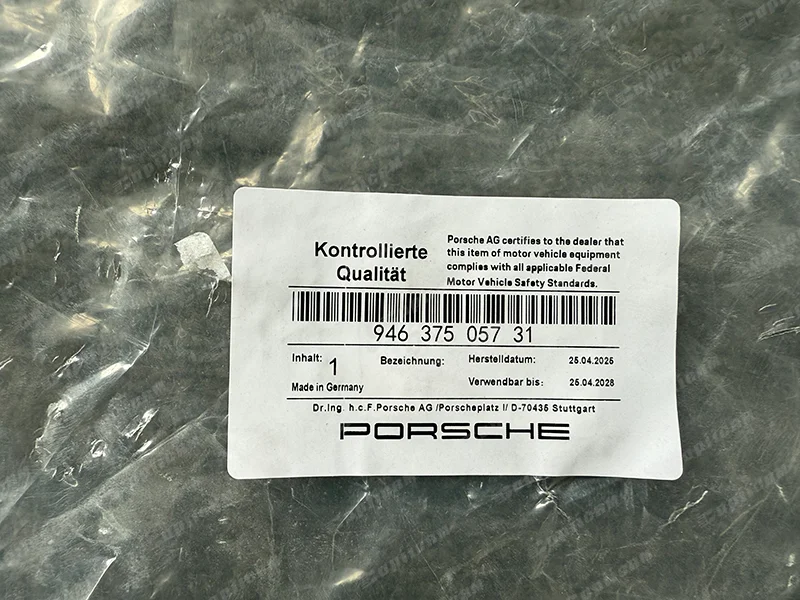 Kontrollierte
Qualität
Porsche AG certifies to the dealer that
this item of motor vehicle equipment
complies with all applicable Federal
Motor Vehicle Safety Standards.
946 375 057 31
Inhalt: 1
Bezeichnung:
Herstelldatum: 25.04.2025
Made in Germany
Verwendbar bis: 25.04.2028
Dr.Ing. h.c.F.Porsche AG /Porscheplatz I/ D-70435 Stuttgart
PORSCHE